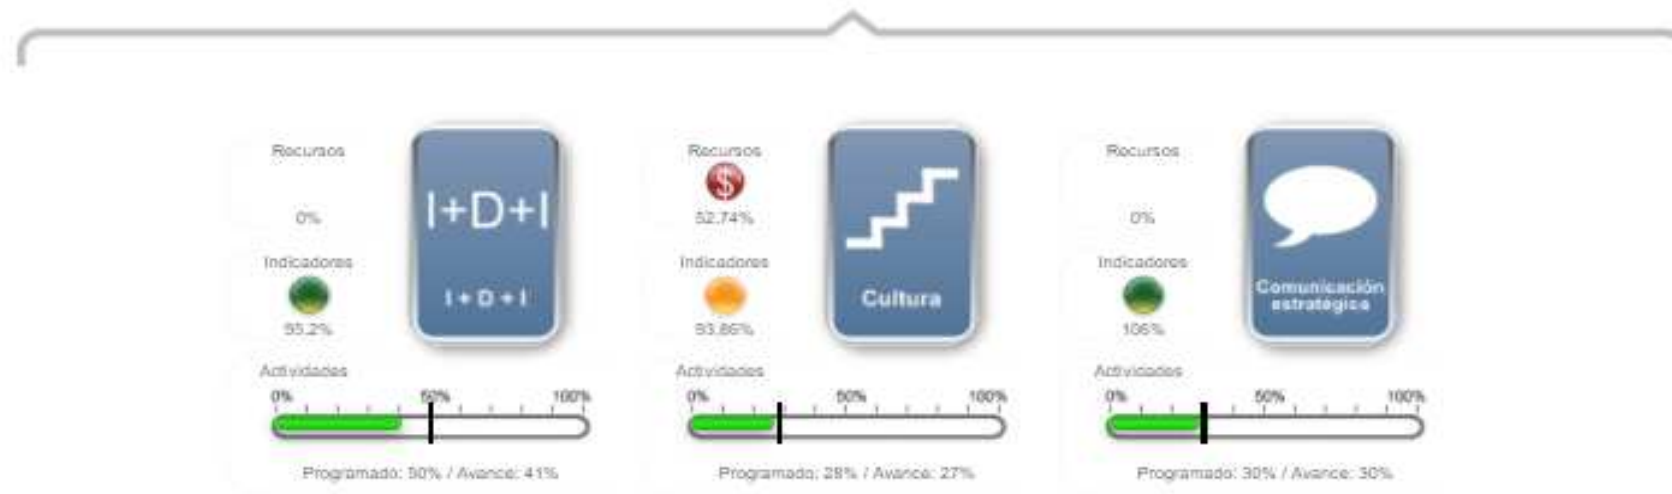 Recursos
0%
Indicadores
95.2%
I+D+I
I + D + I
Actividades
0% 50% 100%
Programado: 50% / Avance: 41%
Recursos
$
52.74%
Indicadores
93.86%
Cultura
Actividades
0% 50% 100%
Programado: 28% / Avance: 27%
Recursos
0%
Indicadores
106%
Comunicación
estratégica
Actividades
0% 50% 100%
Programado: 30% / Avance: 30%